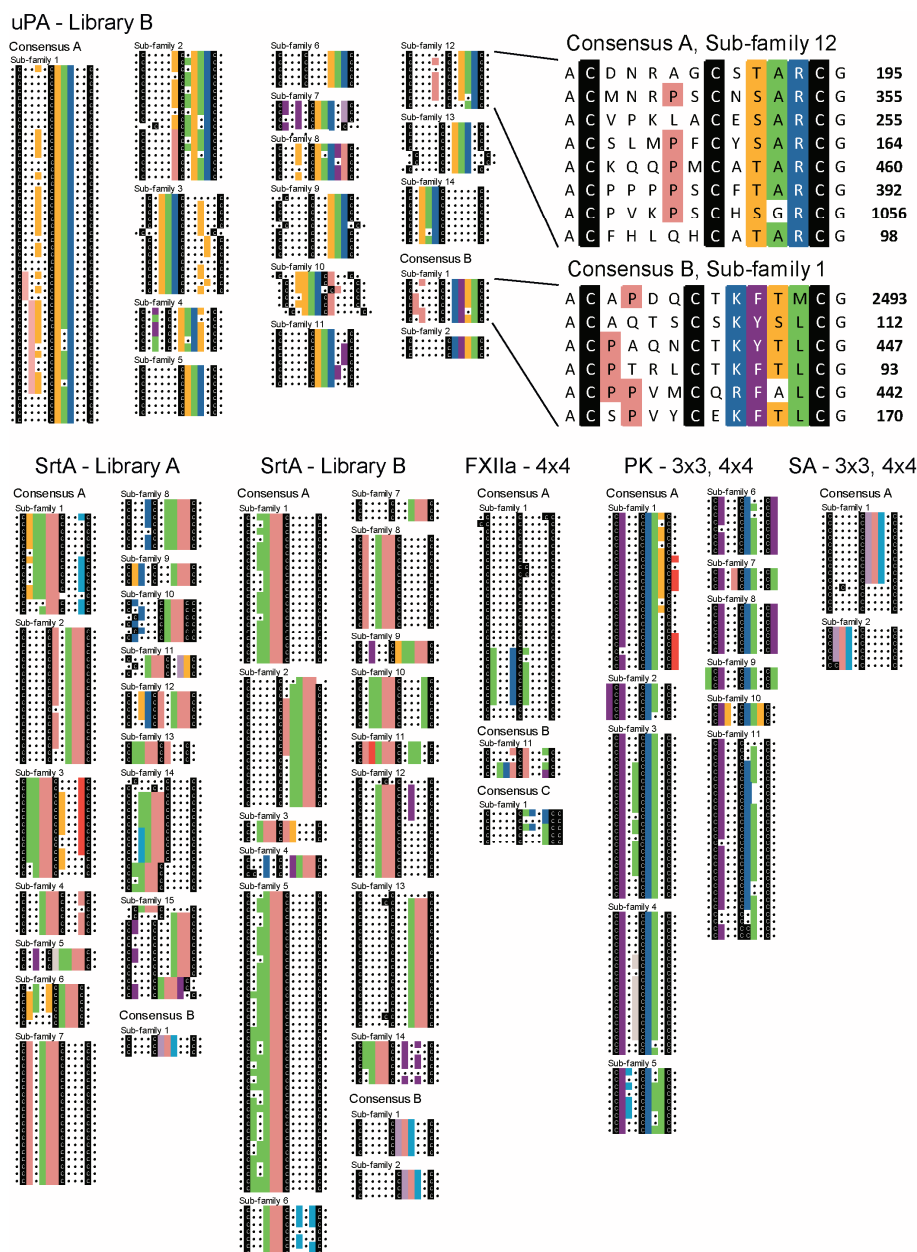 uPA - Library B
Consensus A
Sub-family 1
Sub-family 2
Sub-family 3
Sub-family 4
Sub-family 5
Sub-family 6
Sub-family 7
Sub-family 8
Sub-family 9
Sub-family 10
Sub-family 11
Sub-family 12
Sub-family 13
Sub-family 14
Consensus B
Sub-family 1
Sub-family 2
Consensus A, Sub-family 12
A C D N R A G C S T A R C G 195
A C M N R P S C N S A R C G 355
A C V P K L A C E S A R C G 255
A C S L M P F C Y S A R C G 164
A C K Q Q P M C A T A R C G 460
A C P P P P S C F T A R C G 392
A C P V K P S C H S G R C G 1056
A C F H L Q H C A T A R C G 98
Consensus B, Sub-family 1
A C A P D Q C T K F T M C G 2493
A C A Q T S C S K Y S L C G 112
A C P A Q N C T K Y T L C G 447
A C P T R L C T K F T L C G 93
A C P P V M C Q R F A L C G 442
A C S P V Y C E K F T L C G 170
SrtA - Library A
Consensus A
Sub-family 1
Sub-family 2
Sub-family 3
Sub-family 4
Sub-family 5
Sub-family 6
Sub-family 7
Sub-family 8
Sub-family 9
Sub-family 10
Sub-family 11
Sub-family 12
Sub-family 13
Sub-family 14
Sub-family 15
Consensus B
Sub-family 1
SrtA - Library B
Consensus A
Sub-family 1
Sub-family 2
Sub-family 3
Sub-family 4
Sub-family 5
Sub-family 6
Sub-family 7
Sub-family 8
Sub-family 9
Sub-family 10
Sub-family 11
Sub-family 12
Sub-family 13
Sub-family 14
Consensus B
Sub-family 1
Sub-family 2
FXIIa - 4x4
Consensus A
Sub-family 1
Consensus B
Sub-family 11
Consensus C
Sub-family 1
PK - 3x3, 4x4
Consensus A
Sub-family 1
Sub-family 2
Sub-family 3
Sub-family 4
Sub-family 5
Sub-family 6
Sub-family 7
Sub-family 8
Sub-family 9
Sub-family 10
Sub-family 11
SA - 3x3, 4x4
Consensus A
Sub-family 1
Sub-family 2